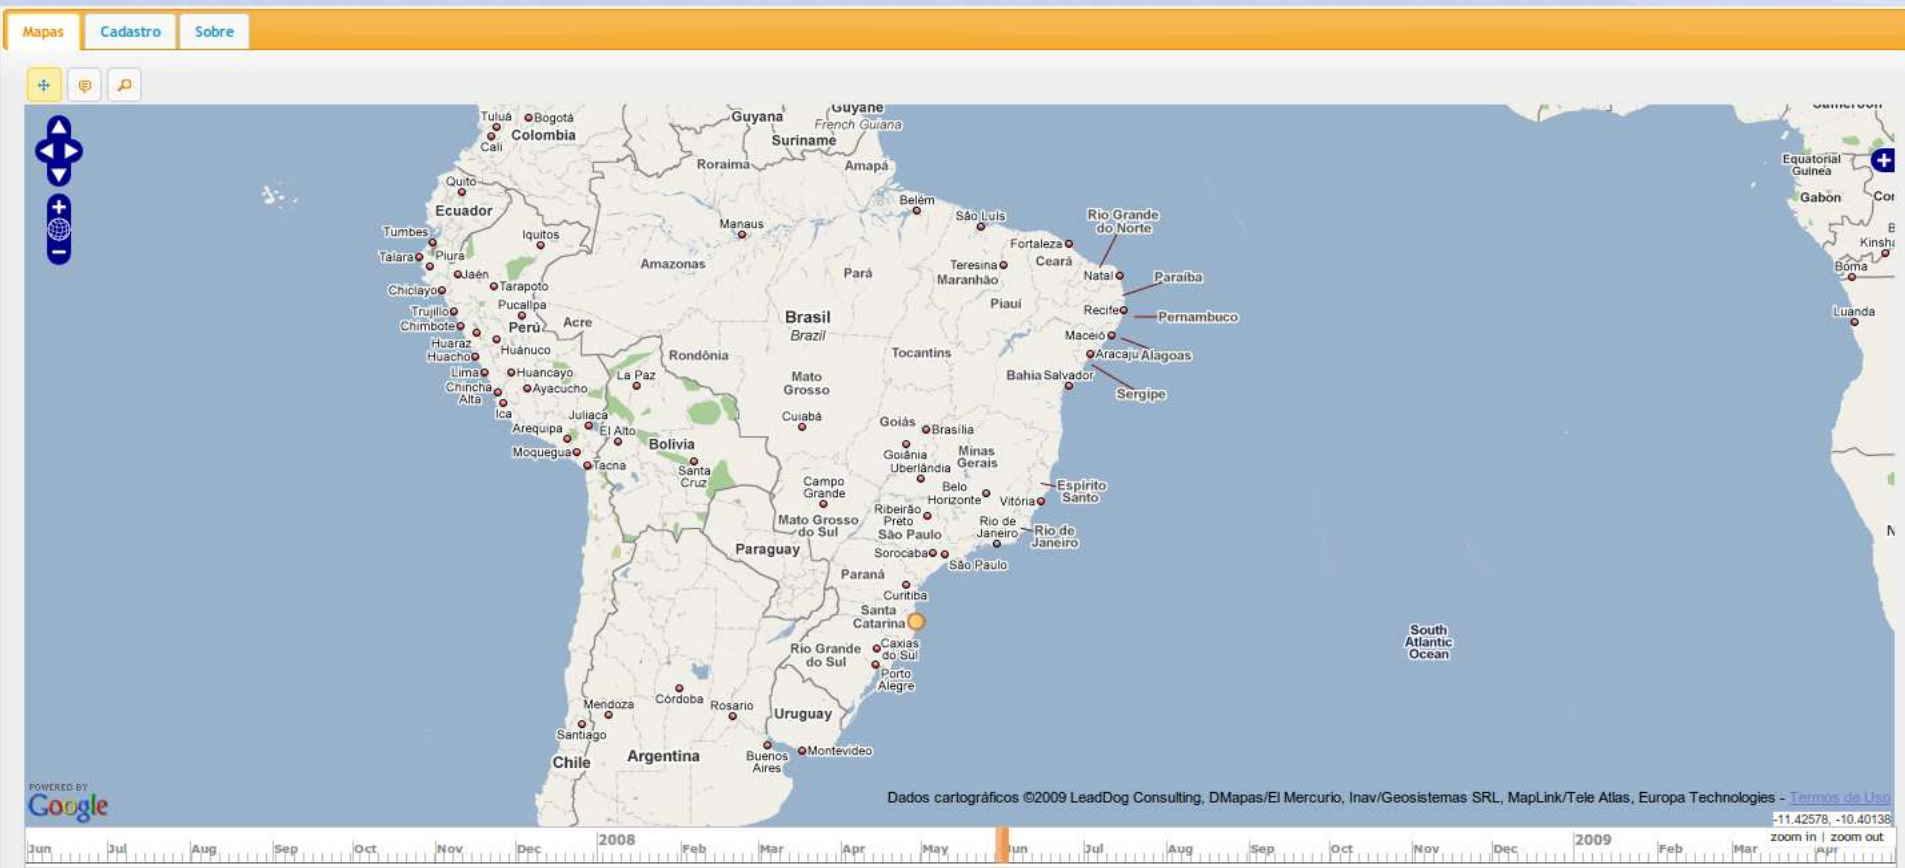 Mapas Cadastro Sobre
Guyane
French Guiana
Guyana
Suriname
Tuluá Bogotá
Colombia
Cali
Roraima
Amapá
Equatorial
Guinea
Gabon
Quito
Ecuador
Belém
São Luís
Rio Grande
do Norte
Tumbes
Iquitos
Manaus
Fortaleza
Ceará
Talara Piura
Amazonas
Pará
Teresina
Maranhão
Jaén
Natal
Paraíba
Boma
Chiclayo
Tarapoto
Pucallpa
Piauí
Trujillo
Chimbote
Perú
Acre
Brasil
Brazil
Recife
Pernambuco
Luanda
Maceió
Huaraz
Huánuco
Huacho
Rondônia
Tocantins
Aracaju
Alagoas
Lima
Huancayo
La Paz
Mato
Grosso
Bahia
Salvador
Chincha
Alta
Ayacucho
Sergipe
Ica
Juliaca
Cuiabá
Goiás
Brasília
Arequipa
El Alto
Bolivia
Moquegua
Tacna
Goiânia
Uberlândia
Minas
Gerais
Santa
Cruz
Campo
Grande
Belo
Horizonte
Vitória
Espírito
Santo
Ribeirão
Preto
Mato Grosso
do Sul
São Paulo
Rio de
Janeiro
Rio de
Janeiro
Paraguay
Sorocaba
São Paulo
Paraná
Curitiba
Santa
Catarina
South
Atlantic
Ocean
Rio Grande
do Sul
Caxias
do Sul
Porto
Alegre
Córdoba
Mendoza
Rosario
Uruguay
Santiago
Chile
Argentina
Buenos
Aires
Montevideo
POWERED BY
Google
Dados cartográficos ©2009 LeadDog Consulting, DMapas/El Mercurio, Inav/Geosistemas SRL, MapLink/Tele Atlas, Europa Technologies - Termos de Uso
-11.42578, -10.40138
zoom in | zoom out
2008 2009
Jun Jul Aug Sep Oct Nov Dec Feb Mar Apr May Jun Jul Aug Sep Oct Nov Dec Feb Mar Apr